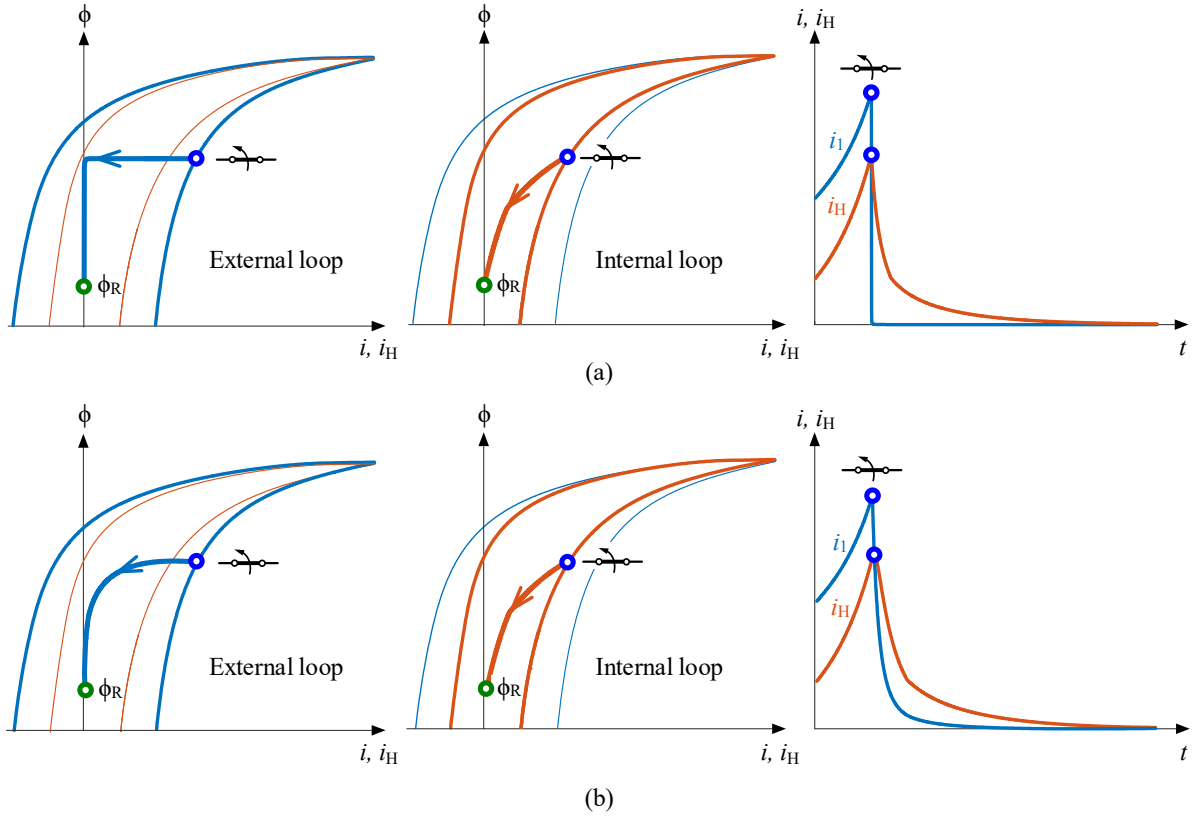 ϕ
ϕ
i, iH
i1
iH
External loop
Internal loop
ϕR
ϕR
i, iH
i, iH
t
(a)
ϕ
ϕ
i, iH
i1
iH
External loop
Internal loop
ϕR
ϕR
i, iH
i, iH
t
(b)